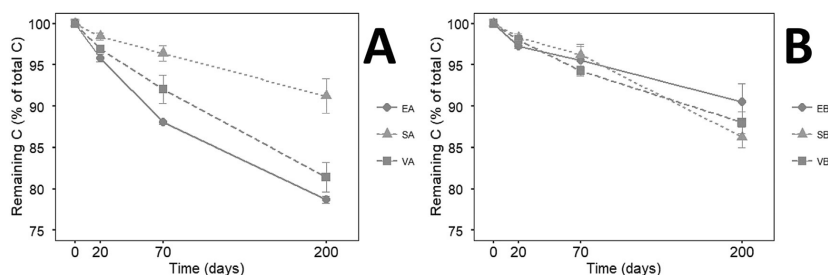 A
Remaining C (% of total C)
100
95
90
85
80
75
0 20 70 200
Time (days)
EA
SA
VA
B
Remaining C (% of total C)
100
95
90
85
80
75
0 20 70 200
Time (days)
EB
SB
VB